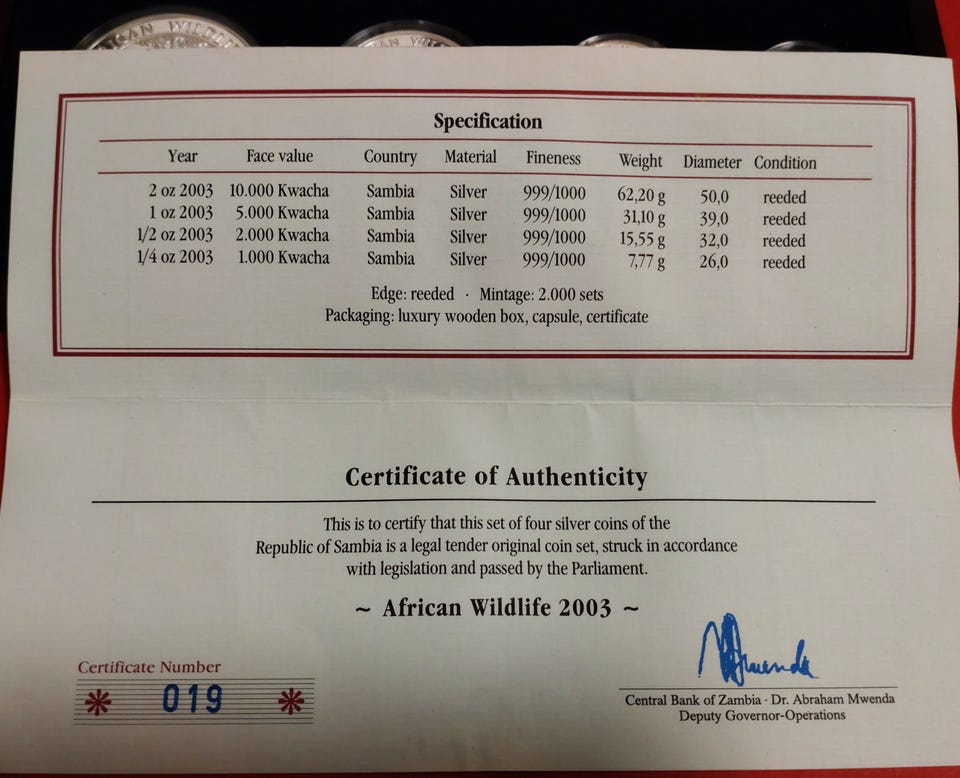 CAN WILDLI
AN WIL
Specification
Year Face value Country Material Fineness Weight Diameter Condition
2 oz 2003 10.000 Kwacha Sambia Silver 999/1000 62,20 g 50,0 reeded
1 oz 2003 5.000 Kwacha Sambia Silver 999/1000 31,10 g 39,0 reeded
1/2 oz 2003 2.000 Kwacha Sambia Silver 999/1000 15,55 g 32,0 reeded
1/4 oz 2003 1.000 Kwacha Sambia Silver 999/1000 7,77 g 26,0 reeded
Edge: reeded · Mintage: 2.000 sets
Packaging: luxury wooden box, capsule, certificate
Certificate of Authenticity
This is to certify that this set of four silver coins of the
Republic of Sambia is a legal tender original coin set, struck in accordance
with legislation and passed by the Parliament.
~ African Wildlife 2003 ~
Certificate Number
019
Mwenda
Central Bank of Zambia · Dr. Abraham Mwenda
Deputy Governor-Operations